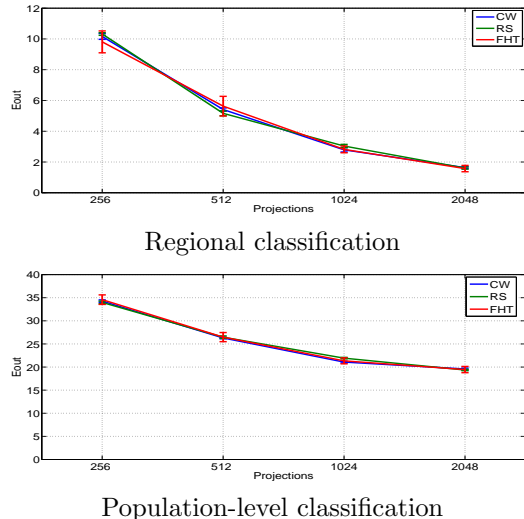 12
10
8
6
4
2
0
Eout
256 512 1024 2048
Projections
CW
RS
FHT
Regional classification
40
35
30
25
20
15
10
5
0
Eout
256 512 1024 2048
Projections
CW
RS
FHT
Population-level classification